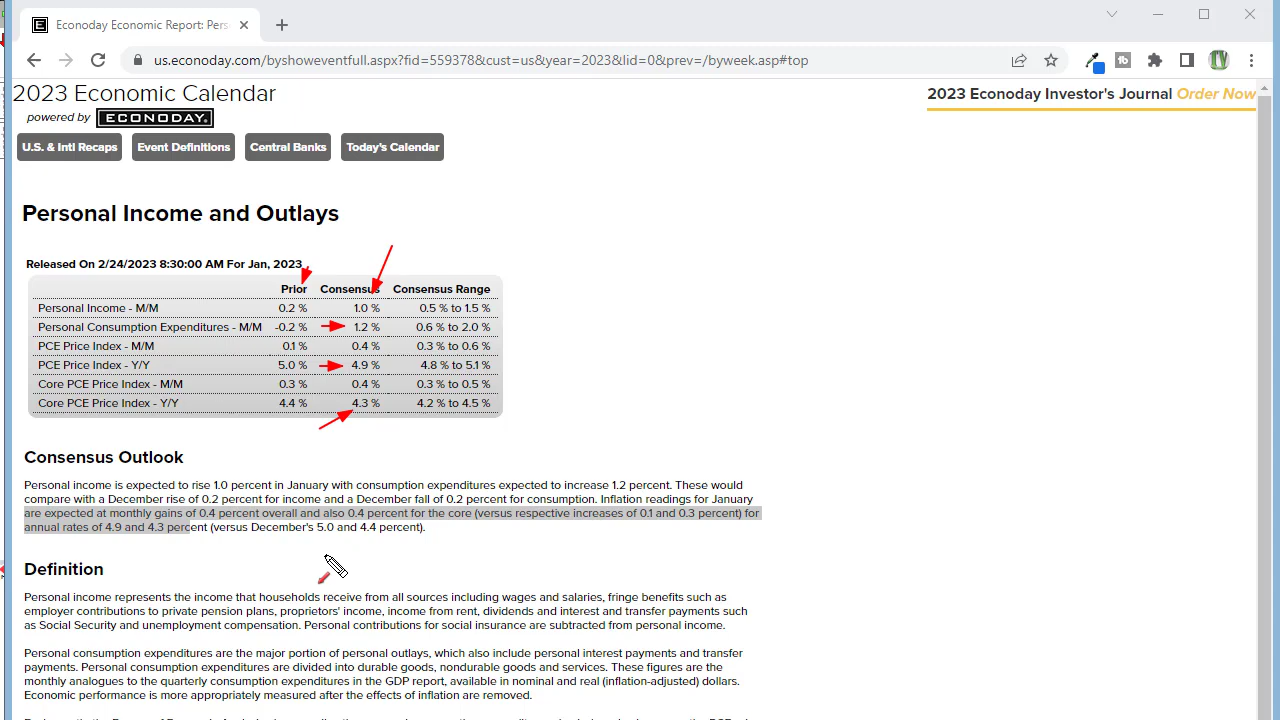 Econoday Economic Report: Pers
us.econoday.com/byshoweventfull.aspx?fid=559378&cust=us&year=2023&lid=0&prev=/byweek.asp#top
2023 Economic Calendar
2023 Econoday Investor's Journal Order Now
powered by ECONODAY.
U.S. & Intl Recaps Event Definitions Central Banks Today's Calendar
Personal Income and Outlays
Released On 2/24/2023 8:30:00 AM For Jan, 2023
Prior Consensus Consensus Range
Personal Income - M/M 0.2 % 1.0 % 0.5 % to 1.5 %
Personal Consumption Expenditures - M/M -0.2 % 1.2 % 0.6 % to 2.0 %
PCE Price Index - M/M 0.1 % 0.4 % 0.3 % to 0.6 %
PCE Price Index - Y/Y 5.0 % 4.9 % 4.8 % to 5.1 %
Core PCE Price Index - M/M 0.3 % 0.4 % 0.3 % to 0.5 %
Core PCE Price Index - Y/Y 4.4 % 4.3 % 4.2 % to 4.5 %
Consensus Outlook
Personal income is expected to rise 1.0 percent in January with consumption expenditures expected to increase 1.2 percent. These would
compare with a December rise of 0.2 percent for income and a December fall of 0.2 percent for consumption. Inflation readings for January
are expected at monthly gains of 0.4 percent overall and also 0.4 percent for the core (versus respective increases of 0.1 and 0.3 percent) for
annual rates of 4.9 and 4.3 percent (versus December's 5.0 and 4.4 percent).
Definition
Personal income represents the income that households receive from all sources including wages and salaries, fringe benefits such as
employer contributions to private pension plans, proprietors' income, income from rent, dividends and interest and transfer payments such
as Social Security and unemployment compensation. Personal contributions for social insurance are subtracted from personal income.
Personal consumption expenditures are the major portion of personal outlays, which also include personal interest payments and transfer
payments. Personal consumption expenditures are divided into durable goods, nondurable goods and services. These figures are the
monthly analogues to the quarterly consumption expenditures in the GDP report, available in nominal and real (inflation-adjusted) dollars.
Economic performance is more appropriately measured after the effects of inflation are removed.